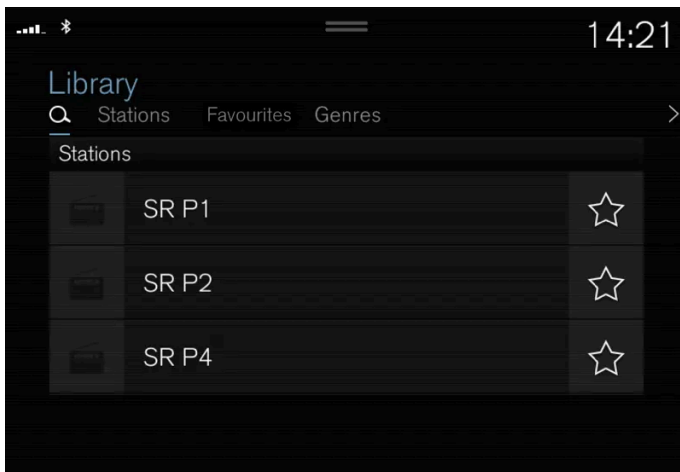 14:21
Library
Stations Favourites Genres
Stations
SR P1
SR P2
SR P4